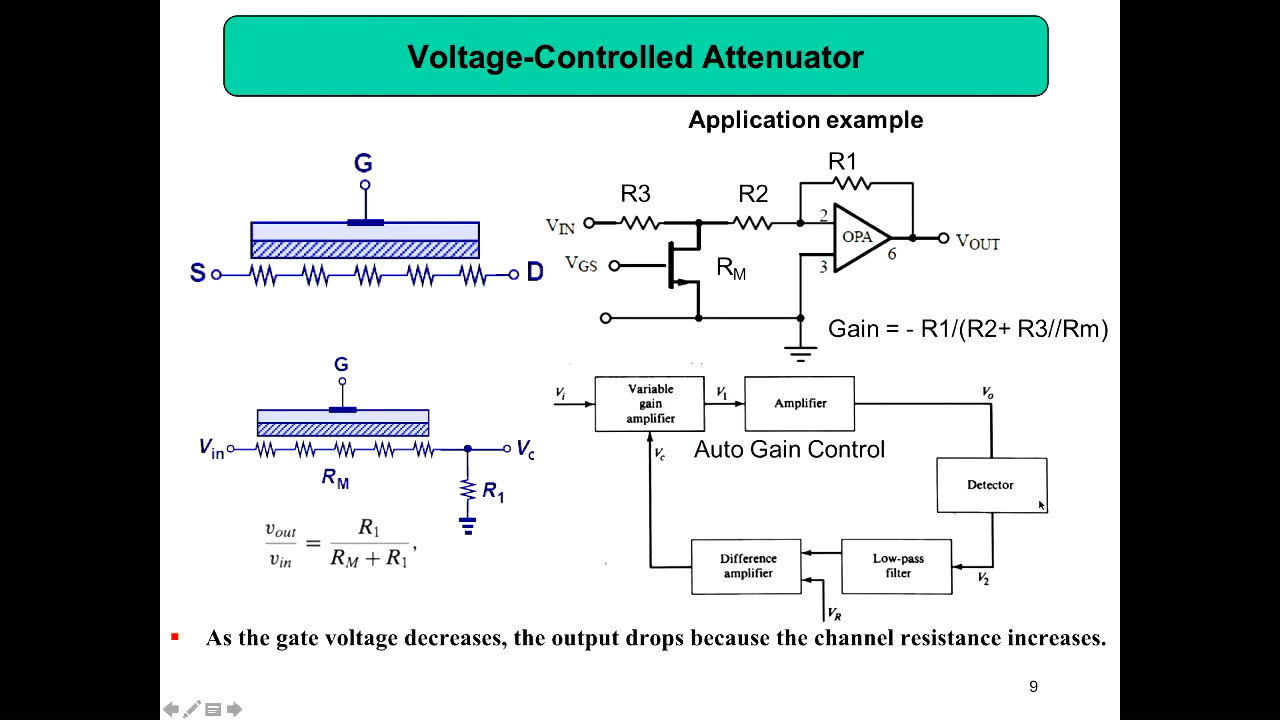 Voltage-Controlled Attenuator
Application example
G
S
D
R1
R3
R2
VIN
VGS
RM
2
OPA
3
6
VOUT
Gain = - R1/(R2+ R3//Rm)
G
Vin
RM
R1
vout
vin
=
R1
RM + R1
,
Vi
Variable
gain
amplifier
V1
Amplifier
Vo
Auto Gain Control
Vc
Detector
Difference
amplifier
Low-pass
filter
V2
VR
▪ As the gate voltage decreases, the output drops because the channel resistance increases.
9